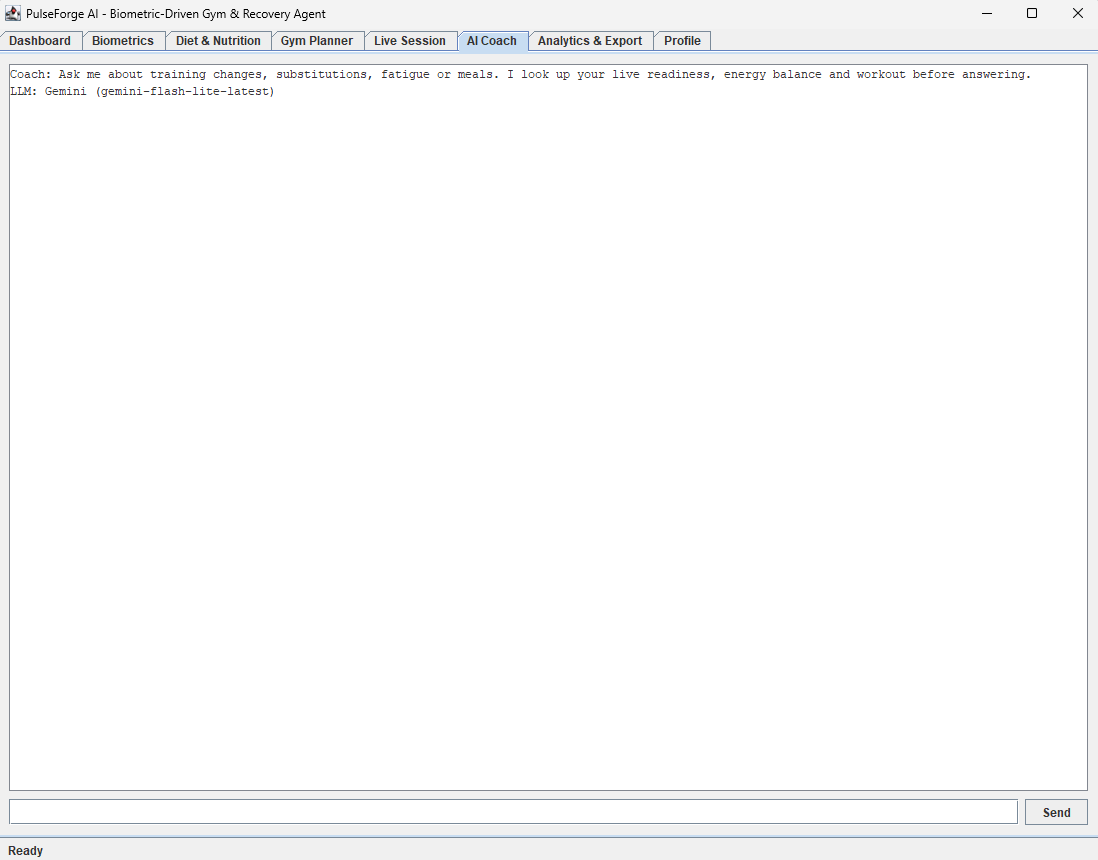 PulseForge AI - Biometric-Driven Gym & Recovery Agent
Dashboard Biometrics Diet & Nutrition Gym Planner Live Session AI Coach Analytics & Export Profile
Coach: Ask me about training changes, substitutions, fatigue or meals. I look up your live readiness, energy balance and workout before answering.
LLM: Gemini (gemini-flash-lite-latest)
Send
Ready